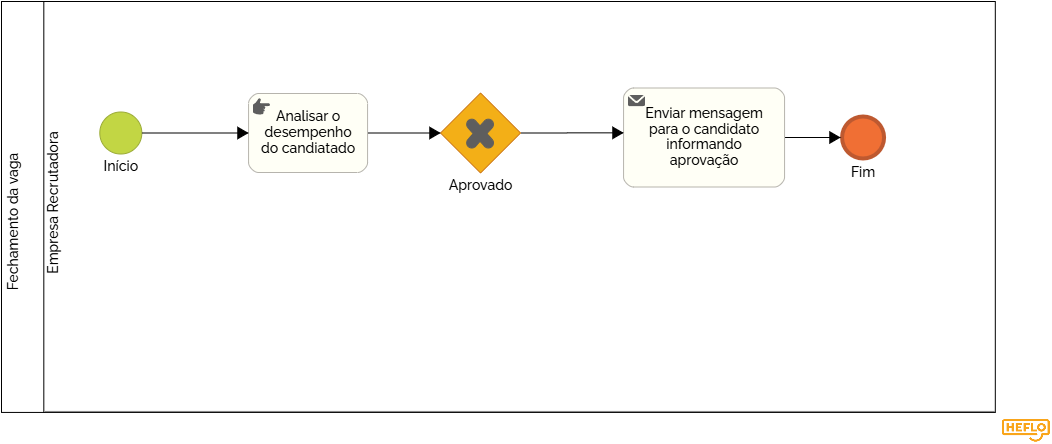 Fechamento da vaga
Empresa Recrutadora
Início
Analisar o
desempenho
do candiatado
Aprovado
Enviar mensagem
para o candidato
informando
aprovação
Fim
HEFLO